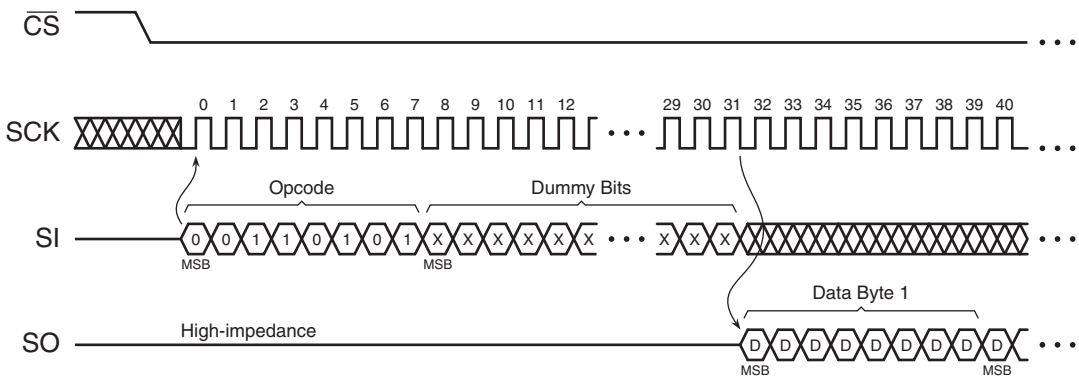 CS
0 1 2 3 4 5 6 7 8 9 10 11 12 29 30 31 32 33 34 35 36 37 38 39 40
SCK
Opcode Dummy Bits
SI 0 0 1 1 0 1 0 1 X X X X X X X X X
MSB MSB
Data Byte 1
High-impedance
SO D D D D D D D D D
MSB MSB